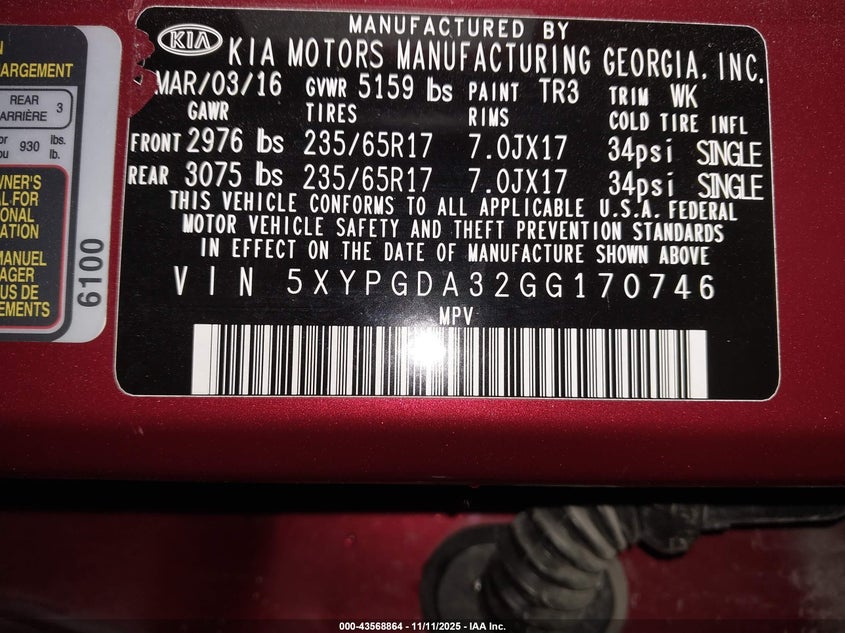 MANUFACTURED BY
KIA KIA MOTORS MANUFACTURING GEORGIA, INC.
MAR/03/16 GVWR 5159 lbs PAINT TR3 TRIM WK
GAWR TIRES RIMS COLD TIRE INFL
FRONT 2976 lbs 235/65R17 7.0JX17 34psi SINGLE
REAR 3075 lbs 235/65R17 7.0JX17 34psi SINGLE
THIS VEHICLE CONFORMS TO ALL APPLICABLE U.S.A. FEDERAL
MOTOR VEHICLE SAFETY AND THEFT PREVENTION STANDARDS
IN EFFECT ON THE DATE OF MANUFACTURE SHOWN ABOVE
VIN 5XYPGDA32GG170746
MPV
N
ARGEMENT
REAR
ARRIÈRE 3
or
ou 930 lbs.
lb.
WNER'S
AL FOR
IONAL
ATION
MANUEL
AGER
US DE
EMENTS
6100
000-43568864 - 11/11/2025 - IAA Inc.